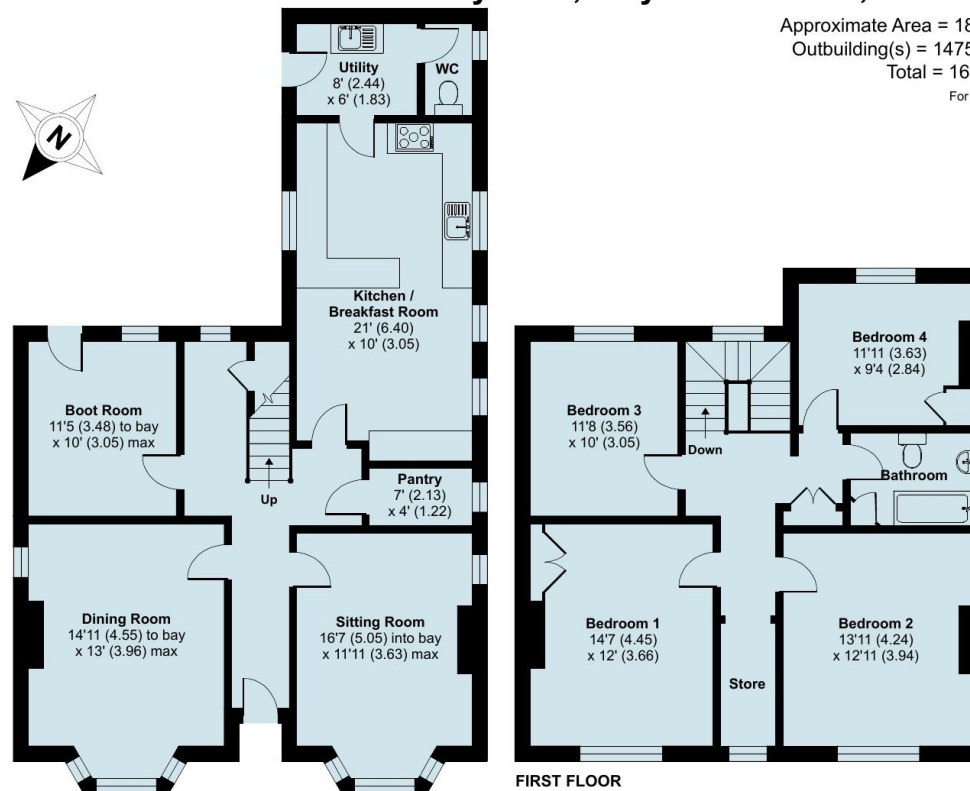 Approximate Area = 18
Outbuilding(s) = 1475
Total = 16
For
N
Utility
8' (2.44)
x 6' (1.83)
WC
Kitchen /
Breakfast Room
21' (6.40)
x 10' (3.05)
Boot Room
11'5 (3.48) to bay
x 10' (3.05) max
Up
Pantry
7' (2.13)
x 4' (1.22)
Dining Room
14'11 (4.55) to bay
x 13' (3.96) max
Sitting Room
16'7 (5.05) into bay
x 11'11 (3.63) max
Bedroom 4
11'11 (3.63)
x 9'4 (2.84)
Bedroom 3
11'8 (3.56)
x 10' (3.05)
Down
Bathroom
Bedroom 1
14'7 (4.45)
x 12' (3.66)
Bedroom 2
13'11 (4.24)
x 12'11 (3.94)
Store
FIRST FLOOR